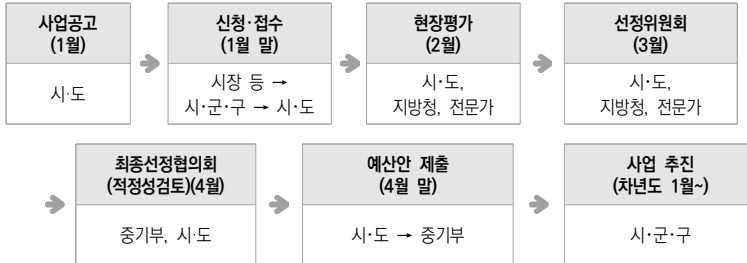 사업공고
(1월)
시·도
신청·접수
(1월 말)
시장 등 →
시·군·구 → 시·도
현장평가
(2월)
시·도,
지방청, 전문가
선정위원회
(3월)
시·도,
지방청, 전문가
최종선정협의회
(적정성검토)(4월)
중기부, 시·도
예산안 제출
(4월 말)
시·도 → 중기부
사업 추진
(차년도 1월~)
시·군·구